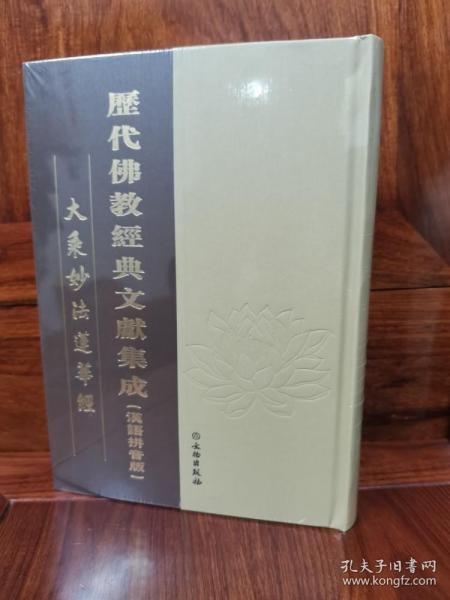 歷代佛教經典文獻集成(漢語拼音版)
大乘妙法蓮華經
文物出版社
孔夫子旧书网
www.kongfz.com